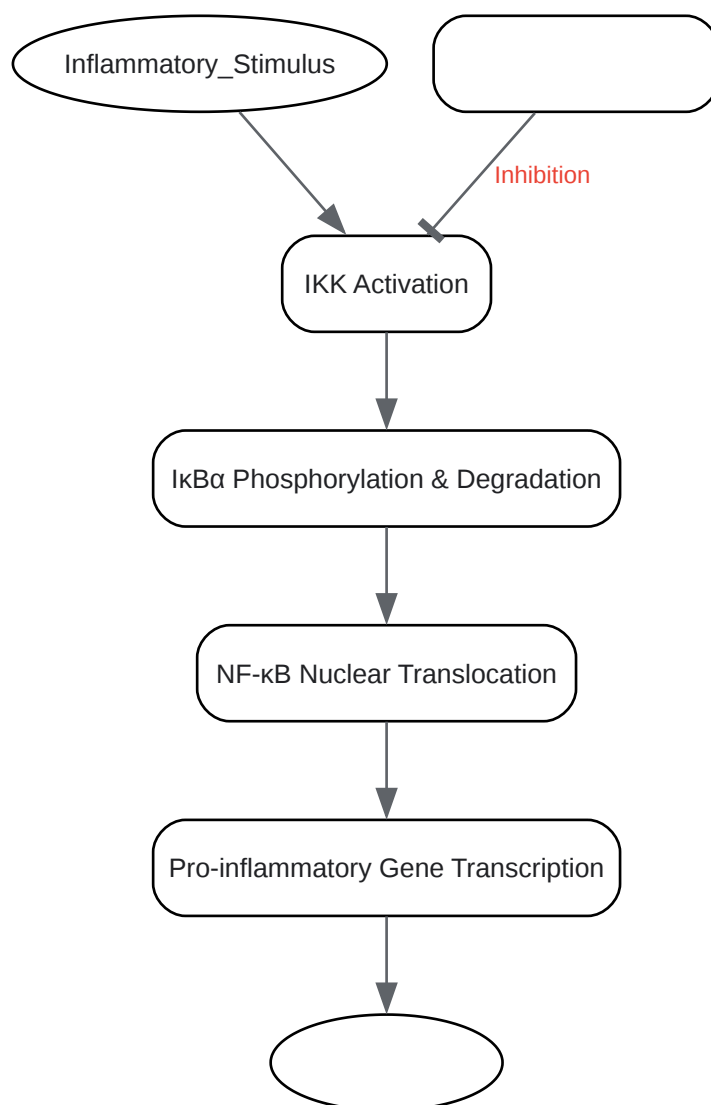 Inflammatory_Stimulus
Inhibition
IKK Activation
IκBα Phosphorylation & Degradation
NF-κB Nuclear Translocation
Pro-inflammatory Gene Transcription